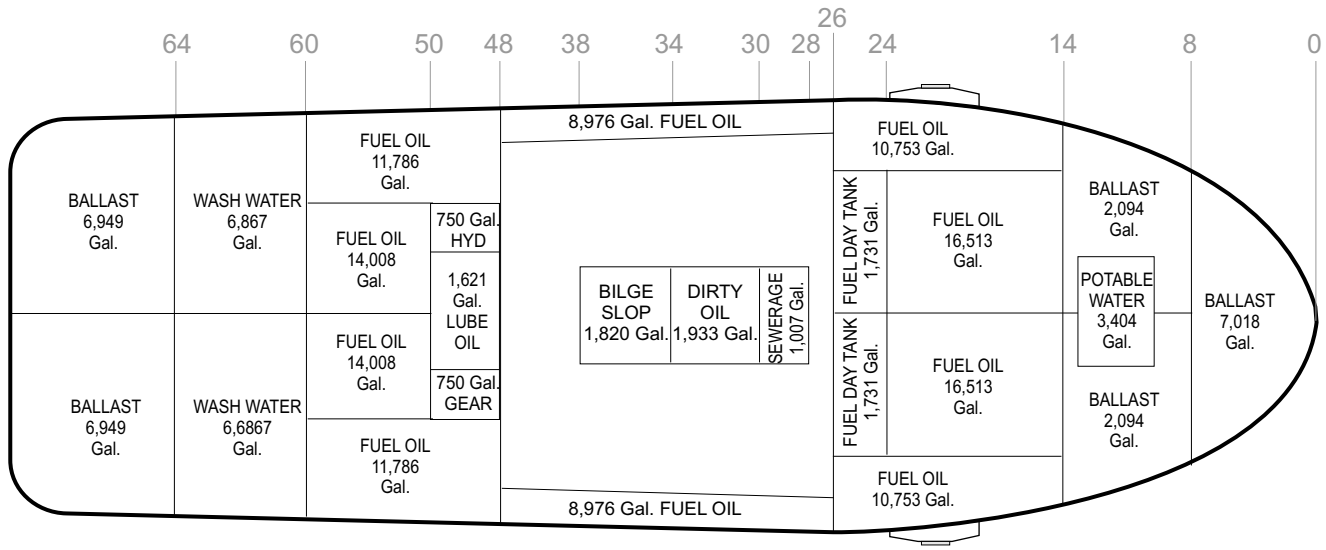 26
64 60 50 48 38 34 30 28 24 14 8 0
8,976 Gal. FUEL OIL
FUEL OIL
10,753 Gal.
FUEL OIL
11,786
Gal.
BALLAST
6,949
Gal.
WASH WATER
6,867
Gal.
FUEL OIL
14,008
Gal.
750 Gal.
HYD
1,621
Gal.
LUBE
OIL
FUEL DAY TANK
1,731 Gal.
FUEL OIL
16,513
Gal.
BALLAST
2,094
Gal.
BILGE
SLOP
1,820 Gal.
DIRTY
OIL
1,933 Gal.
SEWERAGE
1,007 Gal.
POTABLE
WATER
3,404
Gal.
BALLAST
7,018
Gal.
BALLAST
6,949
Gal.
WASH WATER
6,6867
Gal.
FUEL OIL
14,008
Gal.
750 Gal.
GEAR
FUEL DAY TANK
1,731 Gal.
FUEL OIL
16,513
Gal.
BALLAST
2,094
Gal.
FUEL OIL
11,786
Gal.
8,976 Gal. FUEL OIL
FUEL OIL
10,753 Gal.